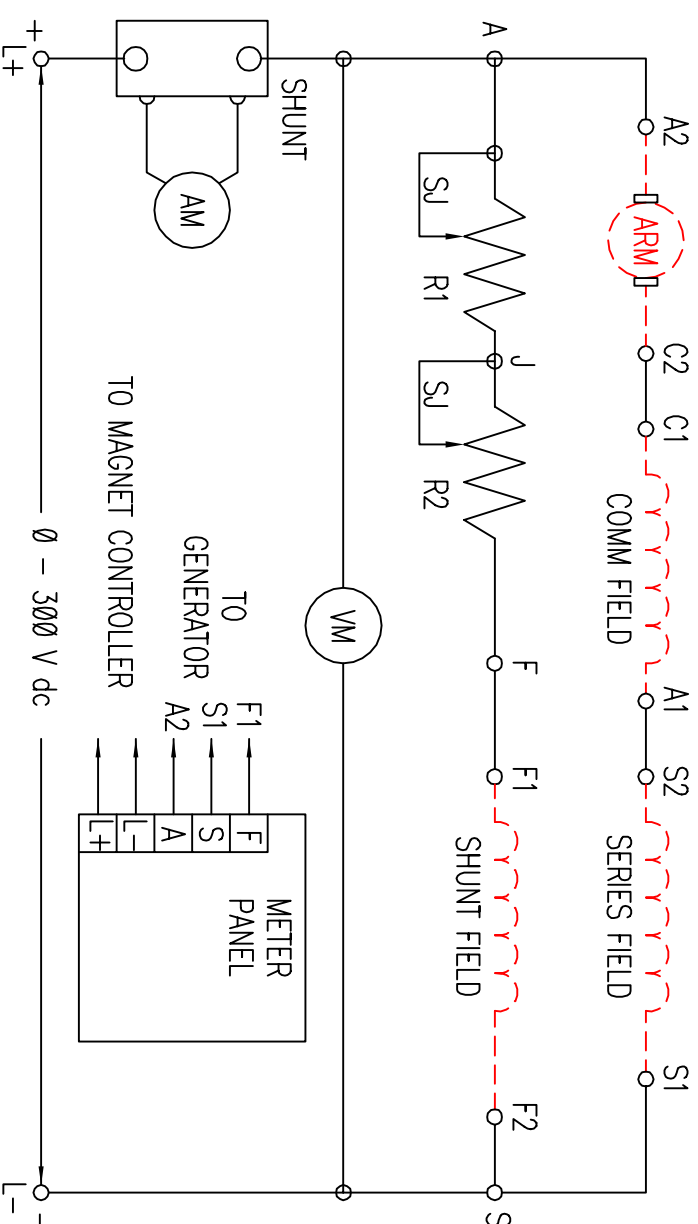 A2
ARM
C2
C1
COMM FIELD
A1
S2
SERIES FIELD
S1
A
SJ
R1
J
SJ
R2
F
F1
SHUNT FIELD
F2
S
SHUNT
VM
AM
TO
GENERATOR
F1
S1
A2
TO MAGNET CONTROLLER
F
S
A
L-
L+
METER
PANEL
+
L+
0 - 300 V dc
-
L-